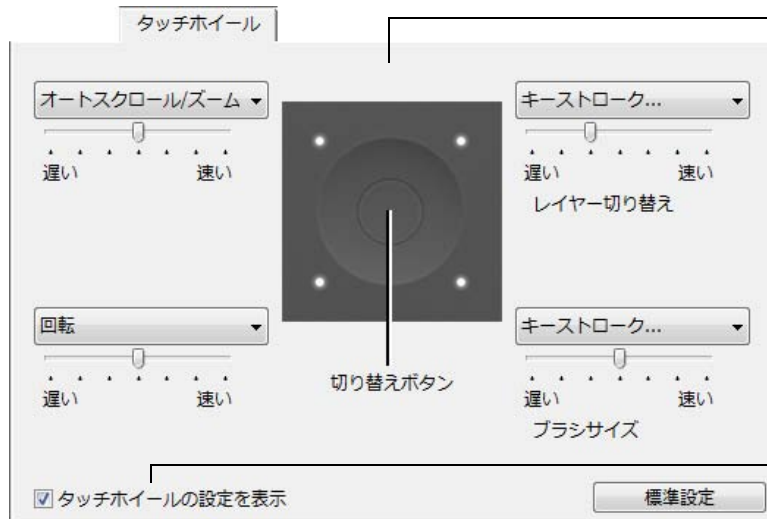 タッチホイール
オートスクロール/ズーム
遅い 速い
キーストローク...
遅い 速い
レイヤー切り替え
回転
遅い 速い
切り替えボタン
キーストローク...
遅い 速い
ブラシサイズ
タッチホイールの設定を表示
標準設定